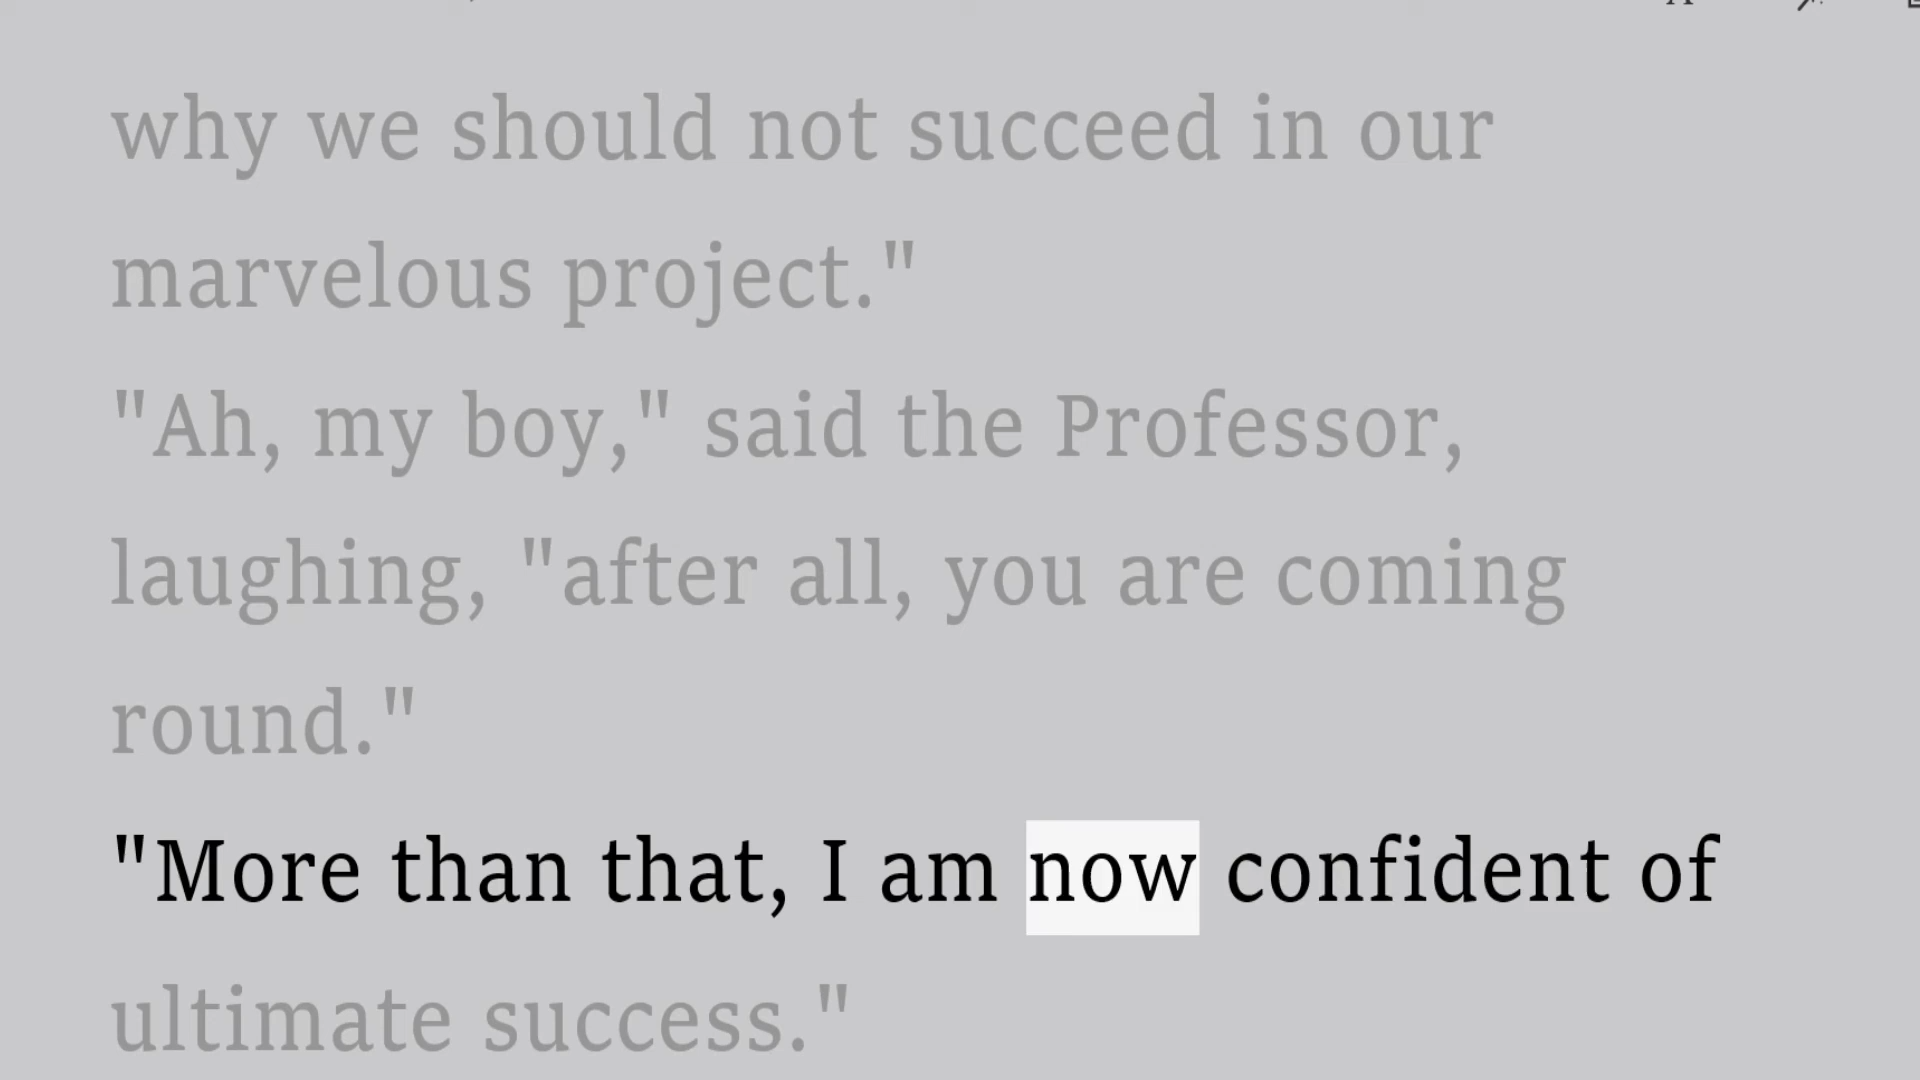 why we should not succeed in our
marvelous project."
"Ah, my boy," said the Professor,
laughing, "after all, you are coming
round."
"More than that, I am now confident of
ultimate success."